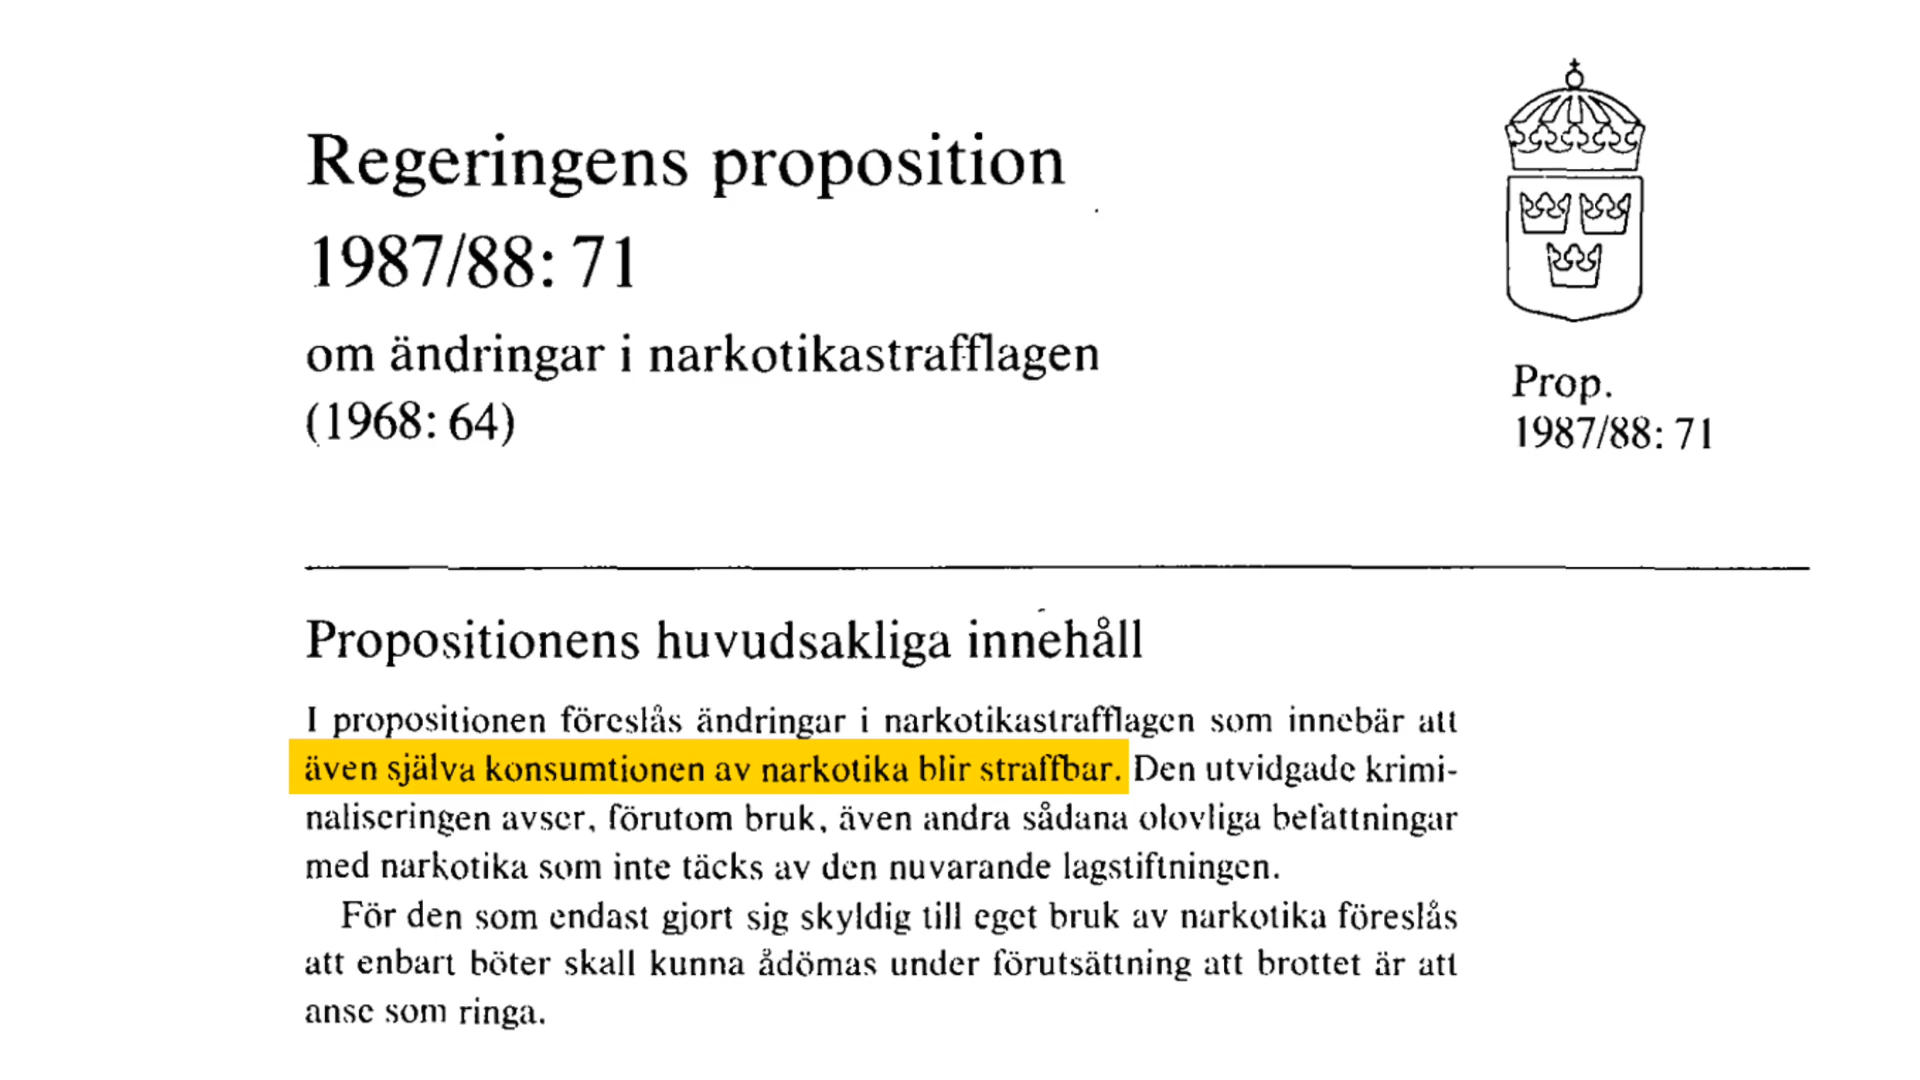 Regeringens proposition
1987/88: 71
om ändringar i narkotikastrafflagen
(1968: 64)
Prop.
1987/88: 71
Propositionens huvudsakliga innehåll
I propositionen föreslås ändringar i narkotikastrafflagen som innebär att
även själva konsumtionen av narkotika blir straffbar. Den utvidgade krimi-
naliseringen avser, förutom bruk, även andra sådana olovliga befattningar
med narkotika som inte täcks av den nuvarande lagstiftningen.
För den som endast gjort sig skyldig till eget bruk av narkotika föreslås
att enbart böter skall kunna ådömas under förutsättning att brottet är att
anse som ringa.